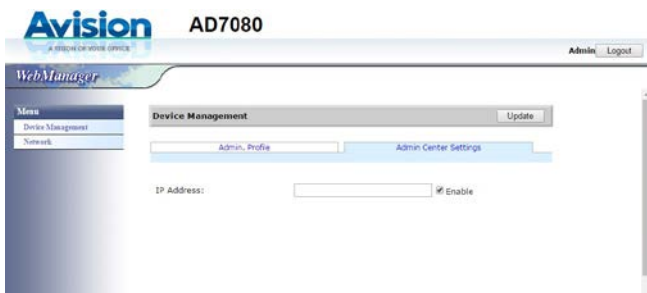 Avision
AD7080
A VISION OF YOUR OFFICE
Admin
Logout
WebManager
Menu
Device Management
Network
Device Management
Update
Admin. Profile
Admin Center Settings
IP Address:
Enable